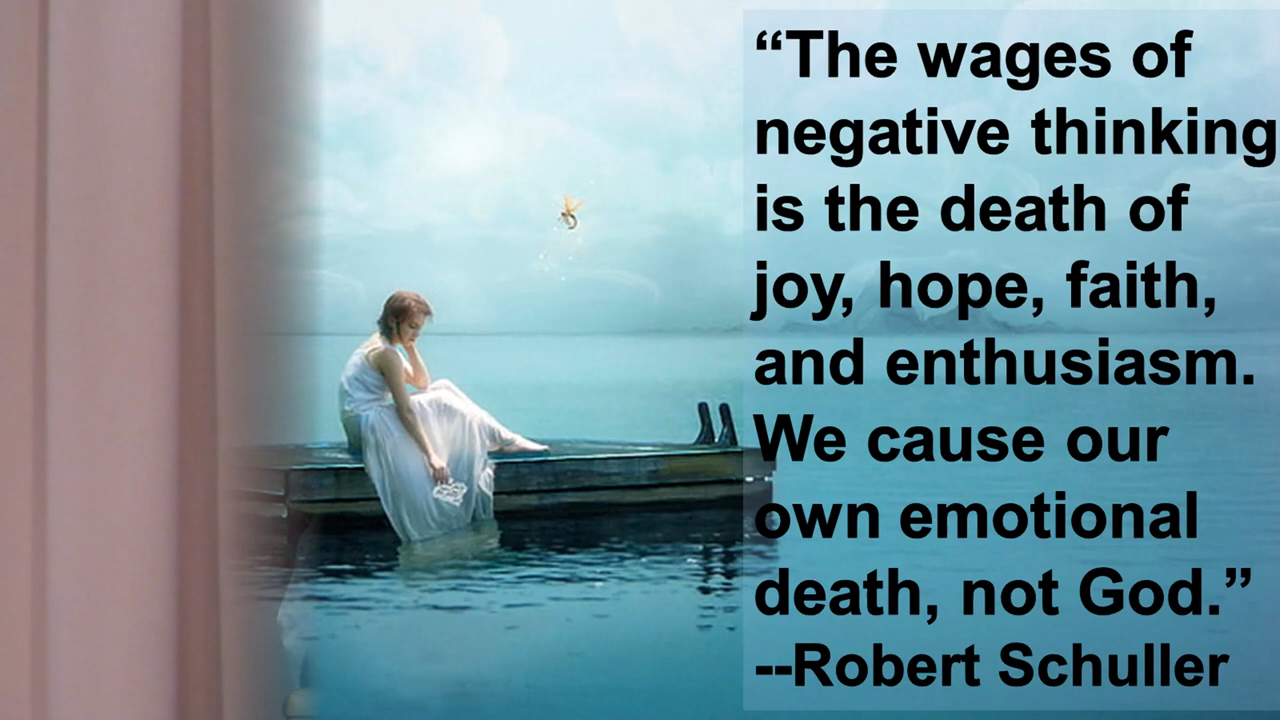 “The wages of
negative thinking
is the death of
joy, hope, faith,
and enthusiasm.
We cause our
own emotional
death, not God.”
--Robert Schuller